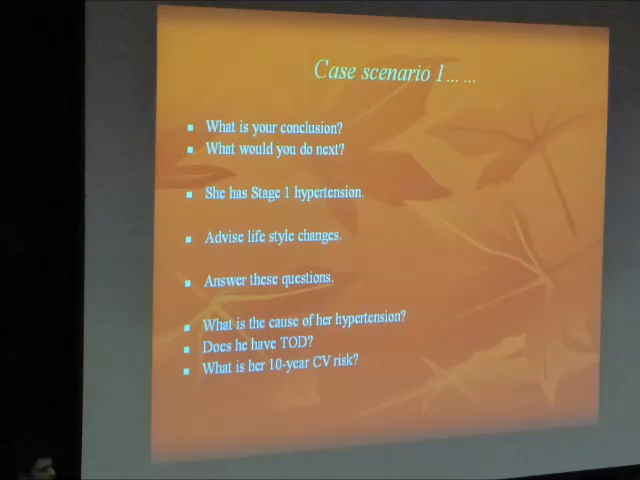 Case scenario 1... ...
What is your conclusion?
What would you do next?
She has Stage 1 hypertension.
Advise life style changes.
Answer these questions.
What is the cause of her hypertension?
Does he have TOD?
What is her 10-year CV risk?